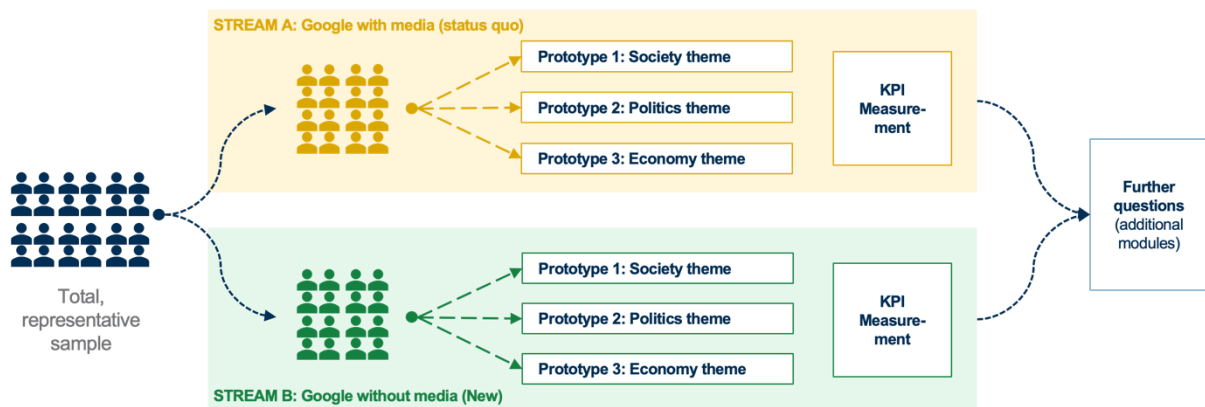 STREAM A: Google with media (status quo)
Prototype 1: Society theme
Prototype 2: Politics theme
Prototype 3: Economy theme
KPI
Measure-
ment
Total,
representative
sample
Further
questions
(additional
modules)
Prototype 1: Society theme
Prototype 2: Politics theme
Prototype 3: Economy theme
KPI
Measure-
ment
STREAM B: Google without media (New)